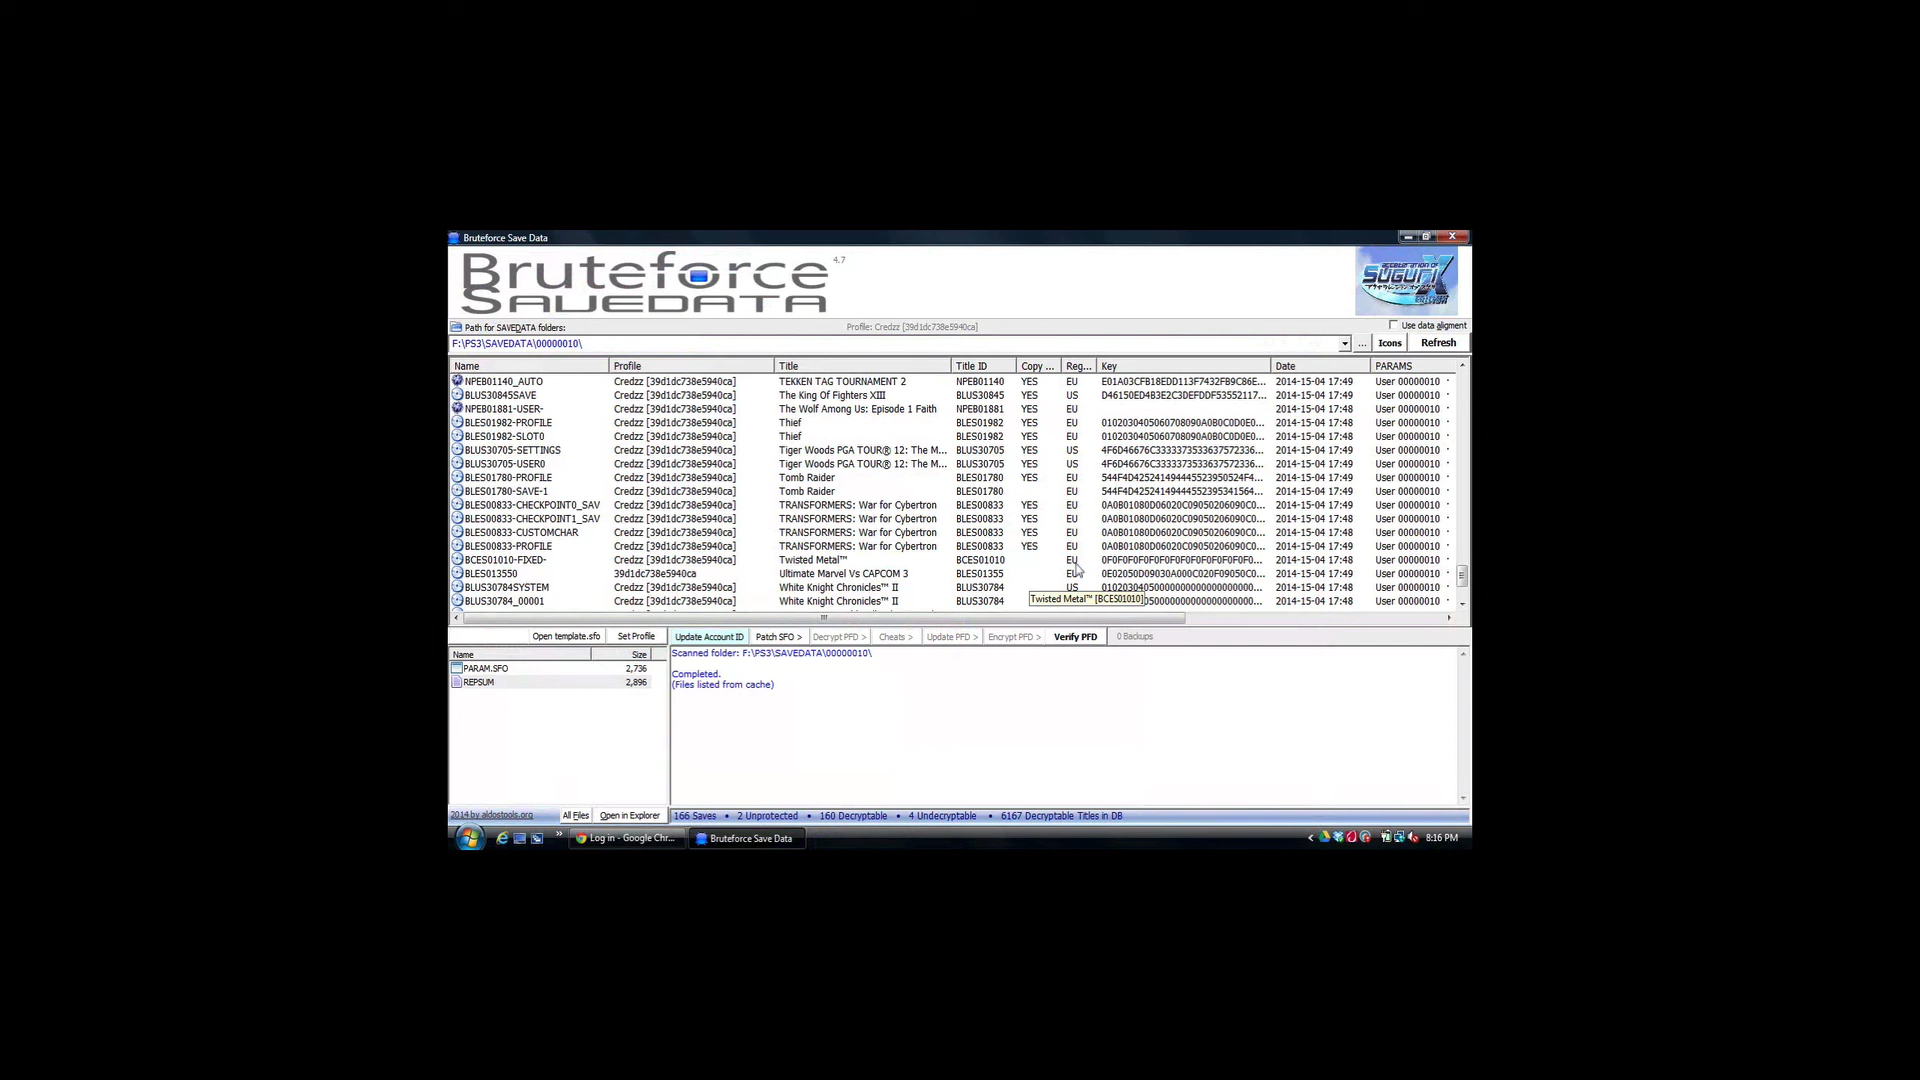 Bruteforce Save Data
Bruteforce 4.7
SAVEDATA
SUGURI X
Path for SAVEDATA folders: Profile: Credzz [39d1dc738e5940ca] Use data aligment
F:\PS3\SAVEDATA\00000010\ ... Icons Refresh
Name Profile Title Title ID Copy ... Reg... Key Date PARAMS
NPEB01140_AUTO Credzz [39d1dc738e5940ca] TEKKEN TAG TOURNAMENT 2 NPEB01140 YES EU E01A03CFB18EDD113F7432FB9C86E... 2014-15-04 17:49 User 00000010
BLUS30845SAVE Credzz [39d1dc738e5940ca] The King Of Fighters XIII BLUS30845 YES US D46150ED4B3E2C3DEFDDF53552117... 2014-15-04 17:49 User 00000010
NPEB01881-USER- Credzz [39d1dc738e5940ca] The Wolf Among Us: Episode 1 Faith NPEB01881 YES EU 2014-15-04 17:48 User 00000010
BLES01982-PROFILE Credzz [39d1dc738e5940ca] Thief BLES01982 YES EU 0102030405060708090A0B0C0D0E0... 2014-15-04 17:48 User 00000010
BLES01982-SLOT0 Credzz [39d1dc738e5940ca] Thief BLES01982 YES EU 0102030405060708090A0B0C0D0E0... 2014-15-04 17:48 User 00000010
BLUS30705-SETTINGS Credzz [39d1dc738e5940ca] Tiger Woods PGA TOUR® 12: The M... BLUS30705 YES US 4F6D46676C3333373533637572336... 2014-15-04 17:49 User 00000010
BLUS30705-USER0 Credzz [39d1dc738e5940ca] Tiger Woods PGA TOUR® 12: The M... BLUS30705 YES US 4F6D46676C3333373533637572336... 2014-15-04 17:49 User 00000010
BLES01780-PROFILE Credzz [39d1dc738e5940ca] Tomb Raider BLES01780 YES EU 544F4D42524149444552395052 4F4... 2014-15-04 17:49 User 00000010
BLES01780-SAVE-1 Credzz [39d1dc738e5940ca] Tomb Raider BLES01780 EU 544F4D4252414944455239534 1564... 2014-15-04 17:49 User 00000010
BLES00833-CHECKPOINT0_SAV Credzz [39d1dc738e5940ca] TRANSFORMERS: War for Cybertron BLES00833 YES EU 0A0B01080D06020C09050206090C0... 2014-15-04 17:49 User 00000010
BLES00833-CHECKPOINT1_SAV Credzz [39d1dc738e5940ca] TRANSFORMERS: War for Cybertron BLES00833 YES EU 0A0B01080D06020C09050206090C0... 2014-15-04 17:48 User 00000010
BLES00833-CUSTOMCHAR Credzz [39d1dc738e5940ca] TRANSFORMERS: War for Cybertron BLES00833 YES EU 0A0B01080D06020C09050206090C0... 2014-15-04 17:48 User 00000010
BLES00833-PROFILE Credzz [39d1dc738e5940ca] TRANSFORMERS: War for Cybertron BLES00833 YES EU 0A0B01080D06020C09050206090C0... 2014-15-04 17:49 User 00000010
BCES01010-FIXED- Credzz [39d1dc738e5940ca] Twisted Metal™ BCES01010 EU 0F0F0F0F0F0F0F0F0F0F0F0F0F0F0... 2014-15-04 17:48 User 00000010
BLES013550 39d1dc738e5940ca Ultimate Marvel Vs CAPCOM 3 BLES01355 EU 0E02050D09030A000C020F09050C0... 2014-15-04 17:48 User 00000010
BLUS30784SYSTEM Credzz [39d1dc738e5940ca] White Knight Chronicles™ II BLUS30784 US 01020304050000000000000000000... 2014-15-04 17:48 User 00000010
BLUS30784_00001 Credzz [39d1dc738e5940ca] White Knight Chronicles™ II BLUS30784 2014-15-04 17:48 User 00000010
Twisted Metal™ [BCES01010]
Open template.sfo Set Profile Update Account ID Patch SFO > Decrypt PFD > Cheats > Update PFD > Encrypt PFD > Verify PFD 0 Backups
Name Size
PARAM.SFO 2,736
REPSUM 2,896
Scanned folder: F:\PS3\SAVEDATA\00000010\
Completed.
(Files listed from cache)
2014 by aldostools.org All Files Open in Explorer 166 Saves • 2 Unprotected • 160 Decryptable • 4 Undecryptable • 6167 Decryptable Titles in DB
Log in - Google Chr... Bruteforce Save Data 8:16 PM